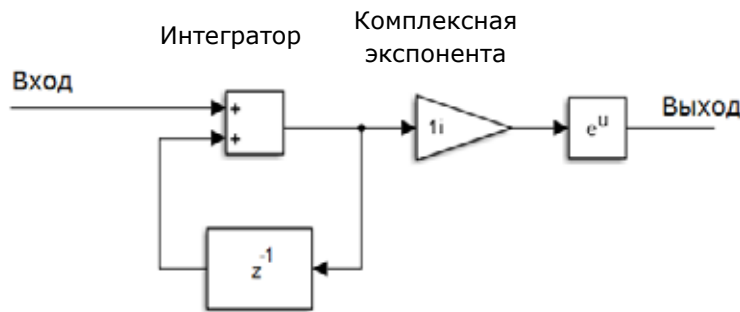 Комплексная
экспонента
Интегратор
Вход
+
+
1i
e^u
Выход
z^-1